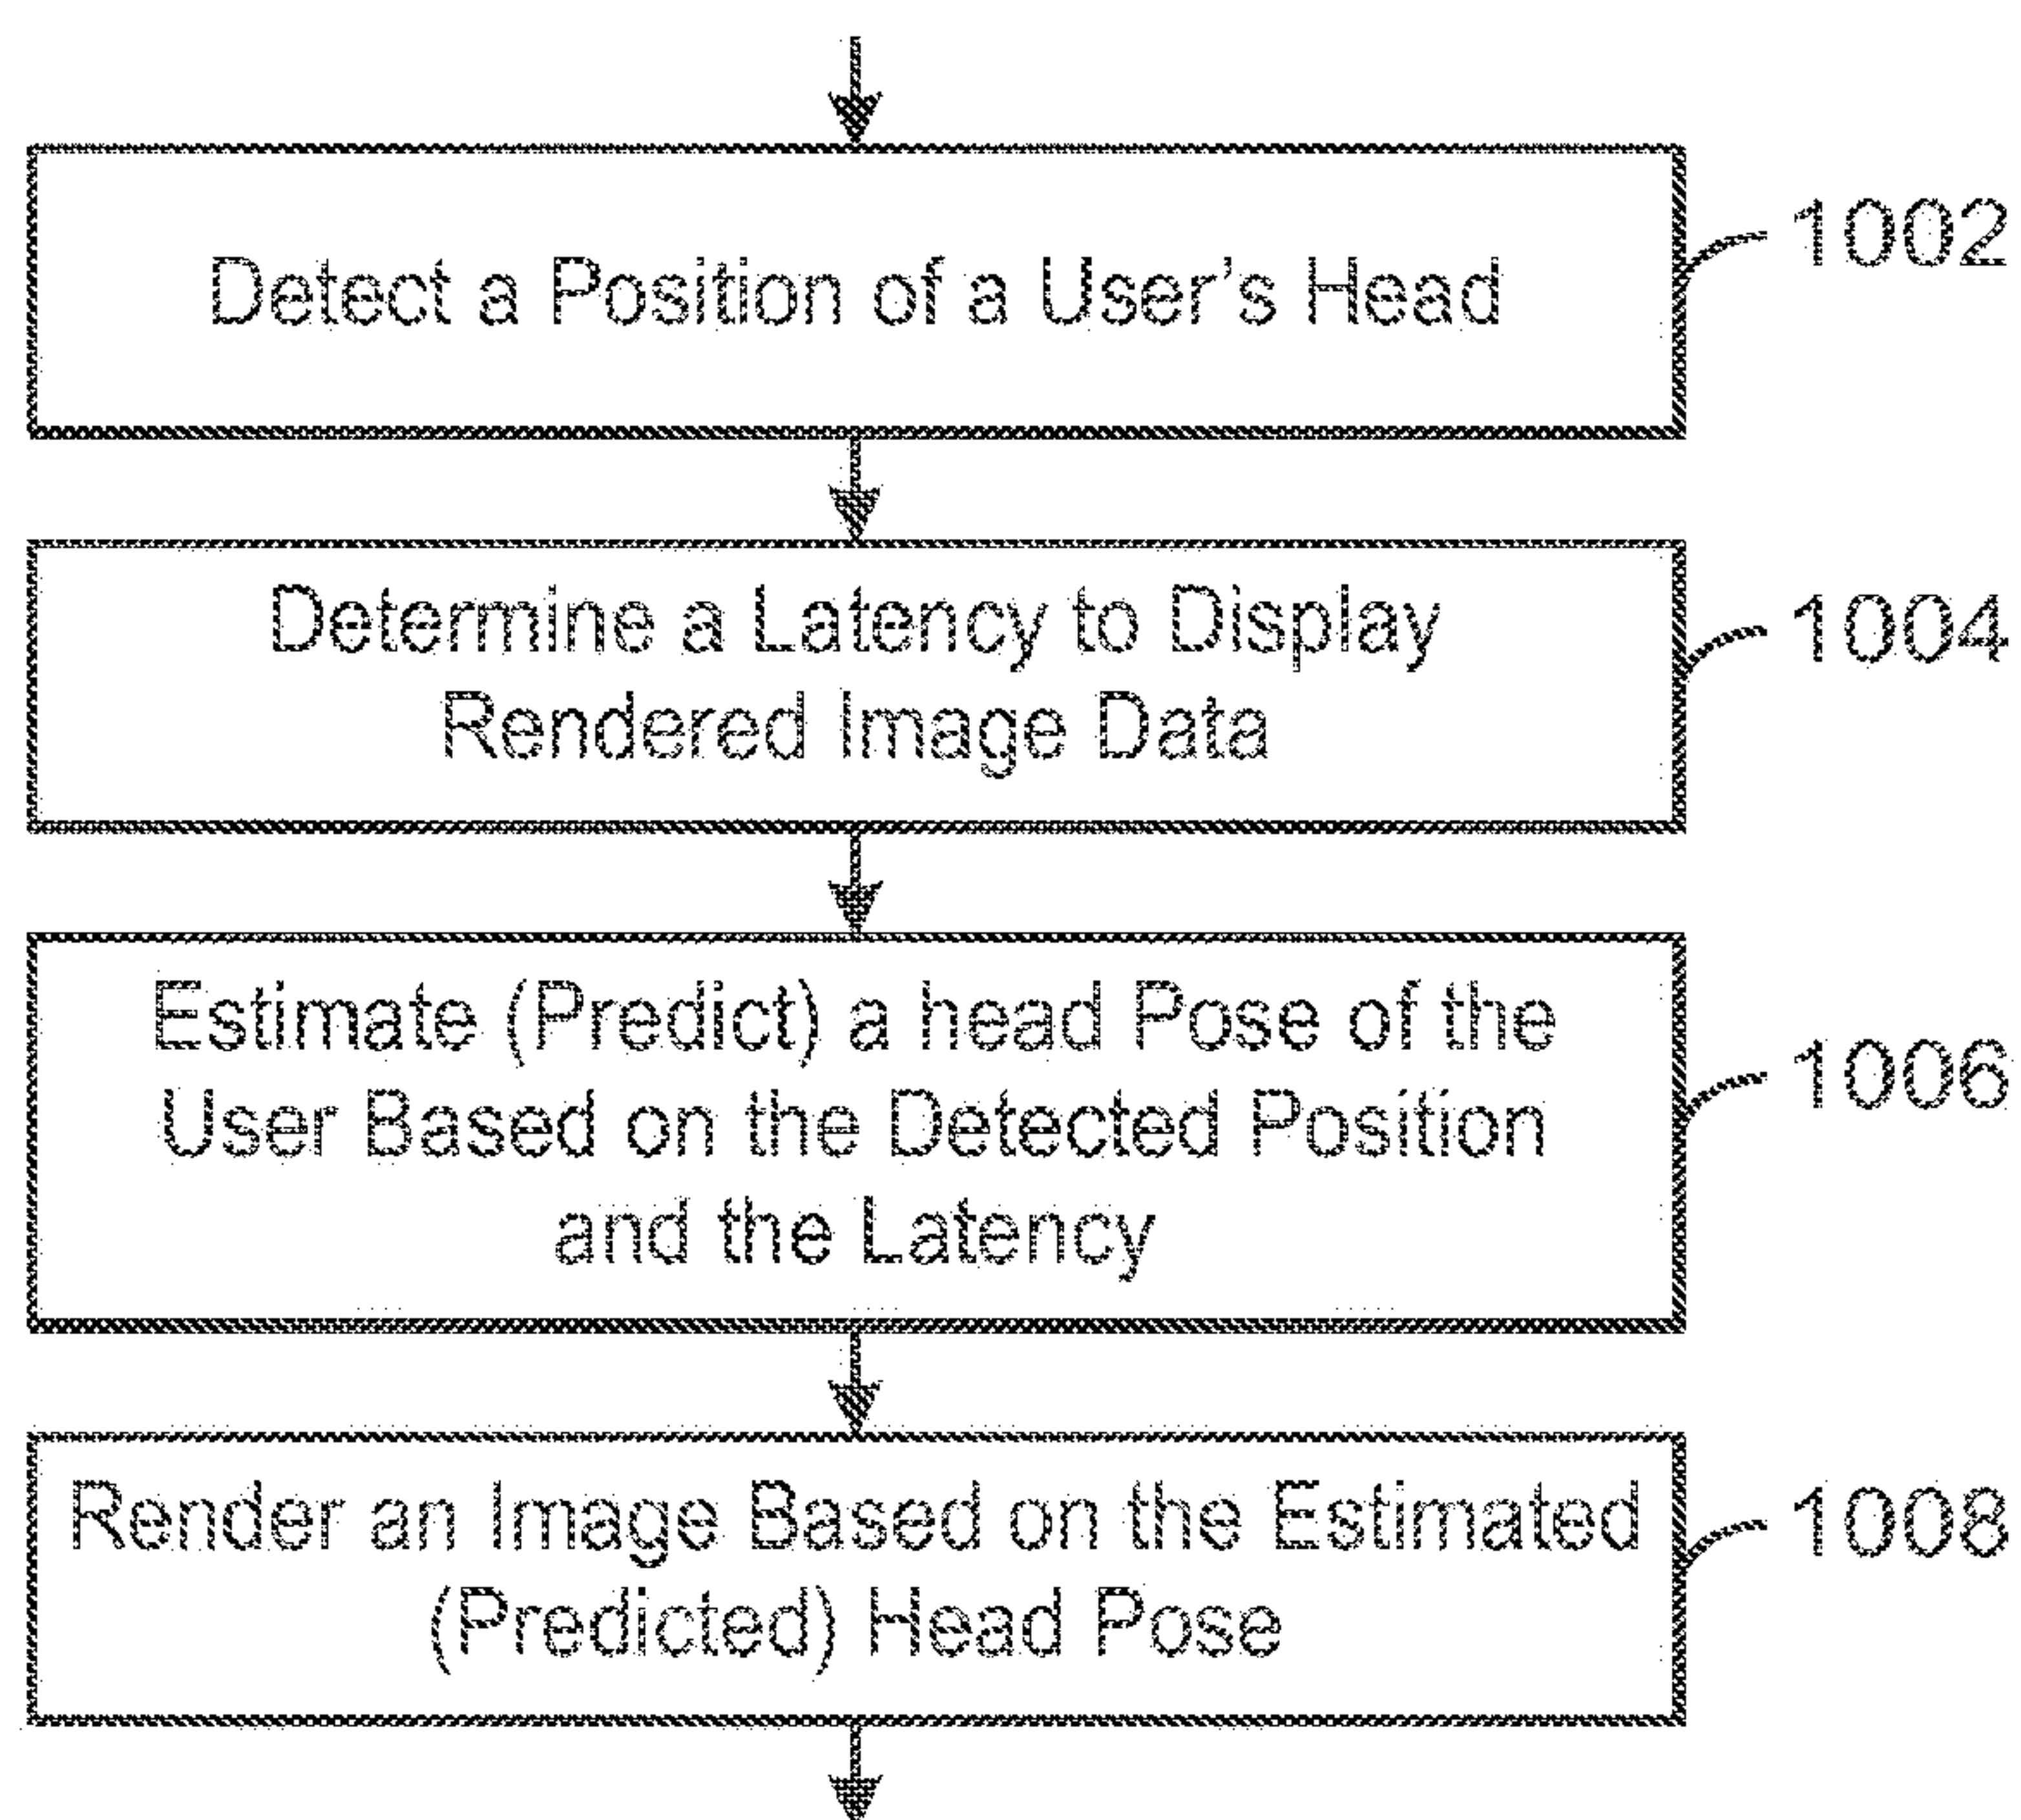 Detect a Position of a User's Head
1002
Determine a Latency to Display
Rendered Image Data
1004
Estimate (Predict) a head Pose of the
User Based on the Detected Position
and the Latency
1006
Render an Image Based on the Estimated
(Predicted) Head Pose
1008